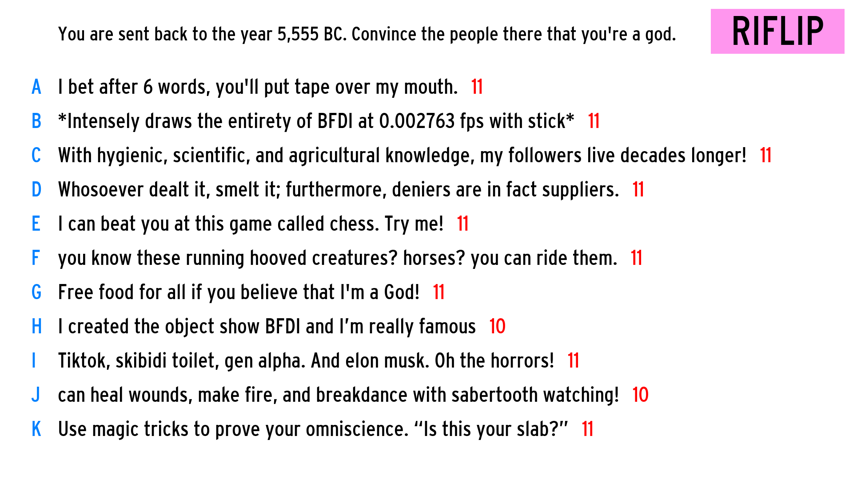 You are sent back to the year 5,555 BC. Convince the people there that you're a god.
RIFLIP
A I bet after 6 words, you'll put tape over my mouth. 11
B *Intensely draws the entirety of BFDI at 0.002763 fps with stick* 11
C With hygienic, scientific, and agricultural knowledge, my followers live decades longer! 11
D Whosoever dealt it, smelt it; furthermore, deniers are in fact suppliers. 11
E I can beat you at this game called chess. Try me! 11
F you know these running hooved creatures? horses? you can ride them. 11
G Free food for all if you believe that I'm a God! 11
H I created the object show BFDI and I’m really famous 10
I Tiktok, skibidi toilet, gen alpha. And elon musk. Oh the horrors! 11
J can heal wounds, make fire, and breakdance with sabertooth watching! 10
K Use magic tricks to prove your omniscience. “Is this your slab?” 11